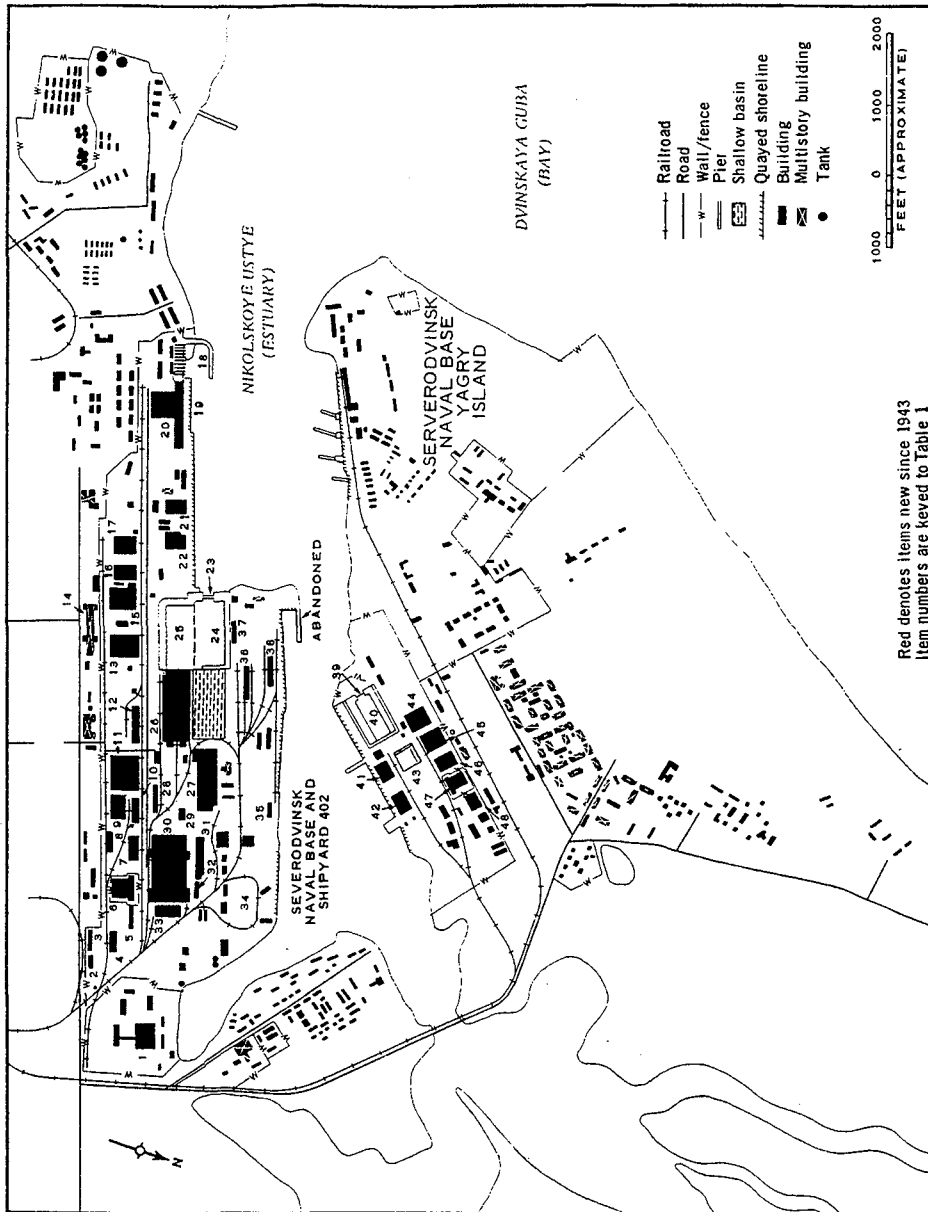 NIKOLSKOYE USTYE
(ESTUARY)
DVINSKAYA GUBA
(BAY)
SERVERODVINSK
NAVAL BASE
YAGRY
ISLAND
SEVERODVINSK
NAVAL BASE AND
SHIPYARD 402
ABANDONED
Railroad
Road
W Wall/fence
Pier
Shallow basin
Quayed shoreline
Building
Multistory building
Tank
1000 0 1000 2000
FEET (APPROXIMATE)
Red denotes items new since 1943
Item numbers are keyed to Table 1
N
1
2
3
4
5
6
7
8
9
10
11
12
13
14
15
16
17
18
19
20
21
22
23
24
25
26
27
28
29
30
31
32
33
34
35
36
37
38
39
40
41
42
43
44
45
46
47
48